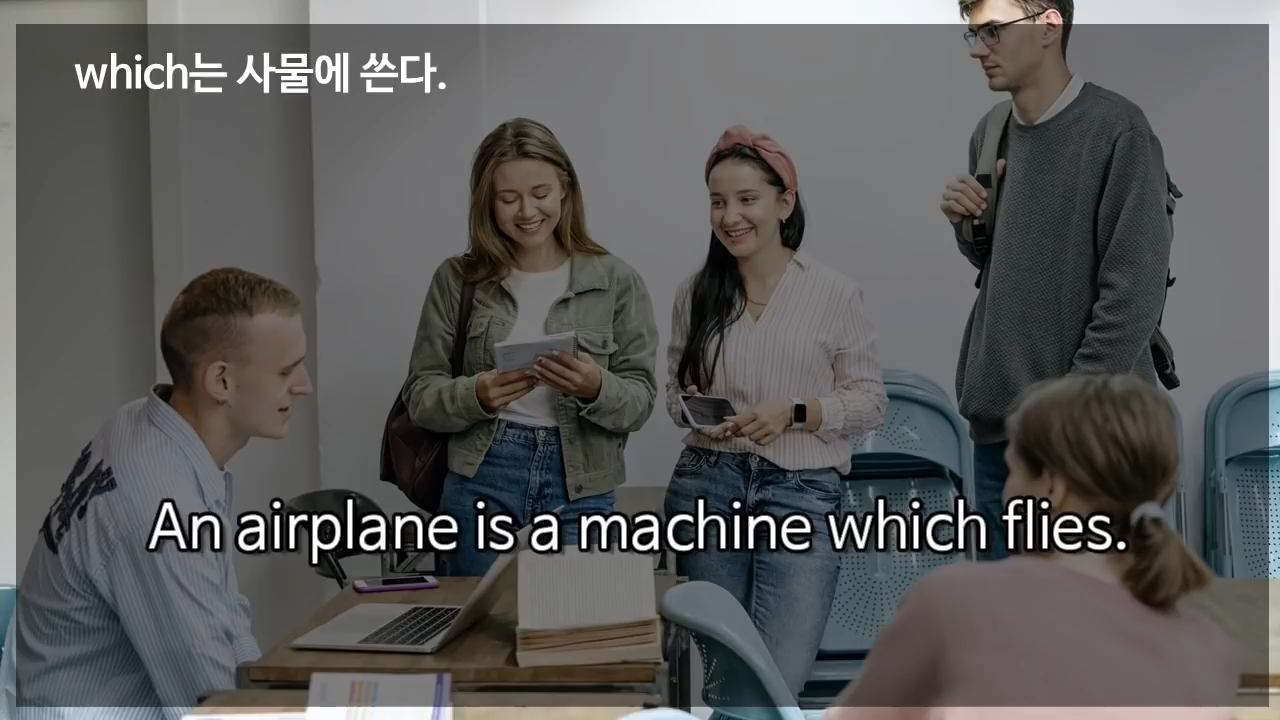 which는 사물에 쓴다.
An airplane is a machine which flies.